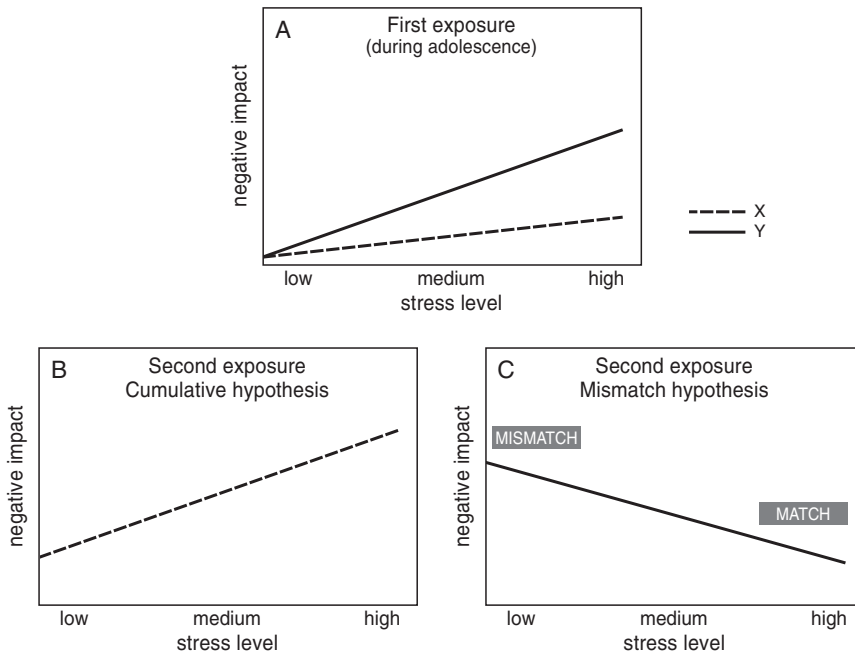 A
First exposure
(during adolescence)
negative impact
low medium high
stress level
X
Y
B
Second exposure
Cumulative hypothesis
negative impact
low medium high
stress level
C
Second exposure
Mismatch hypothesis
negative impact
MISMATCH
MATCH
low medium high
stress level